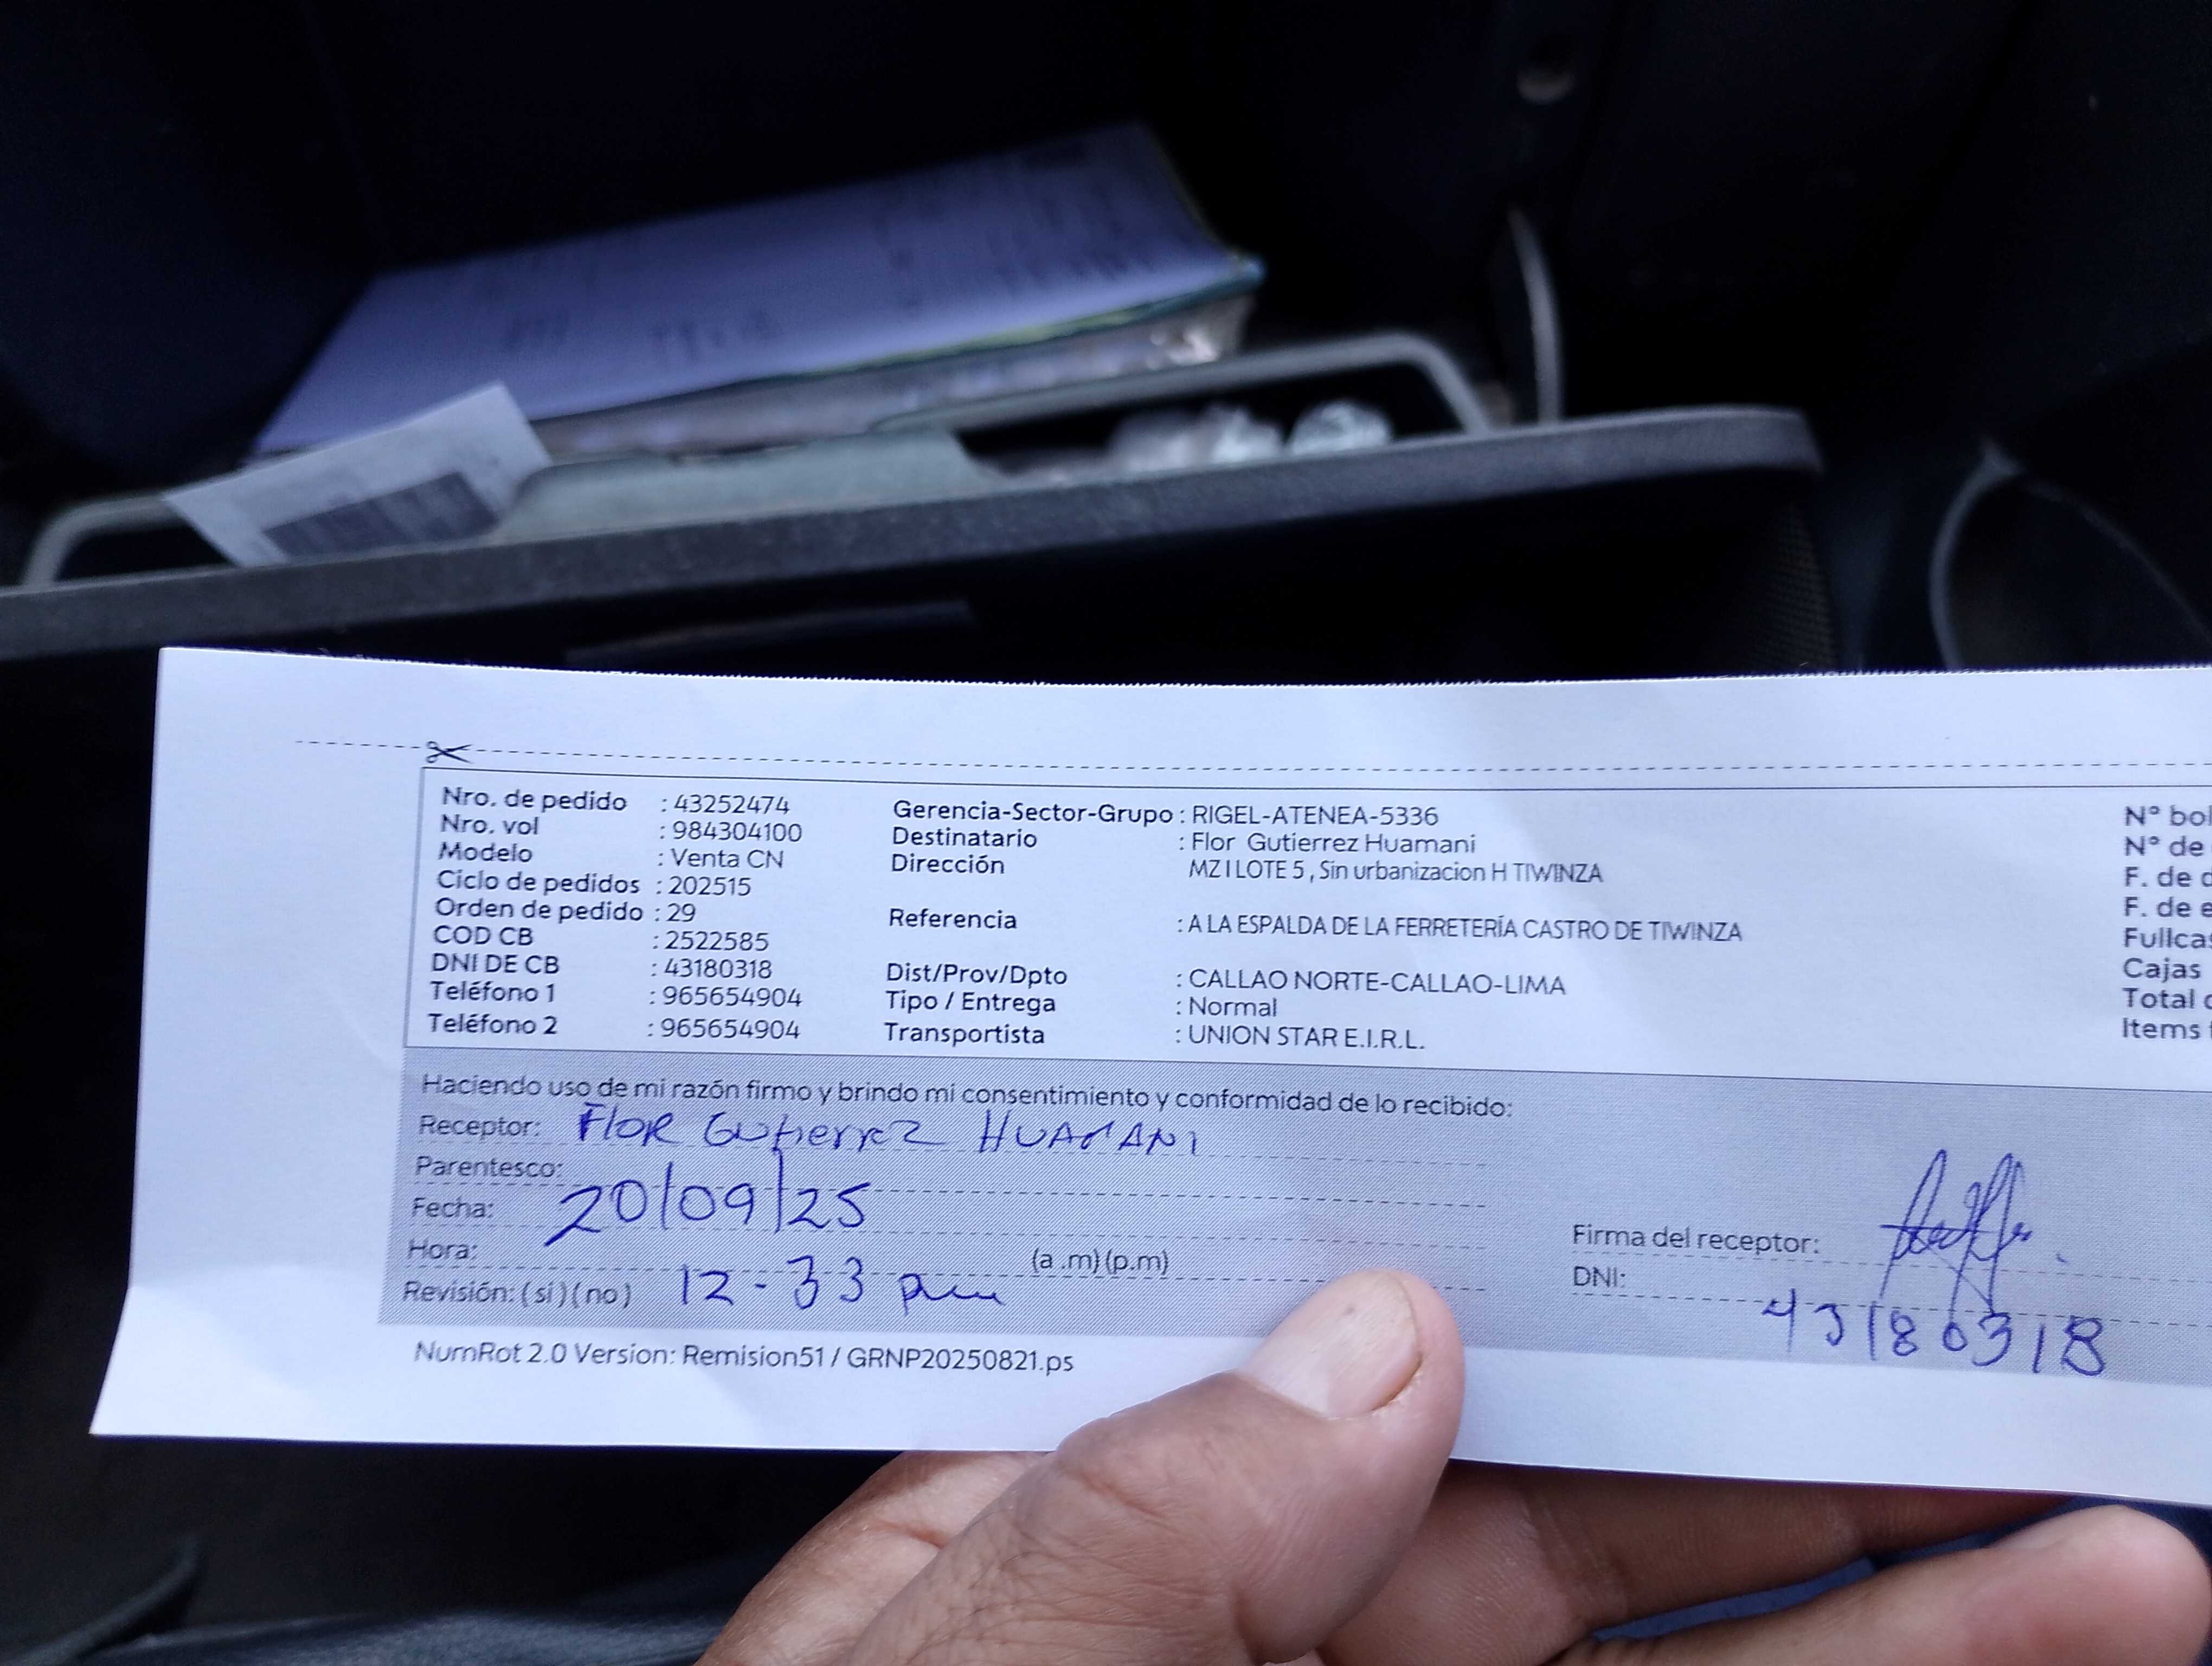 Nro. de pedido : 43252474
Nro. vol : 984304100
Modelo : Venta CN
Ciclo de pedidos : 202515
Orden de pedido : 29
COD CB : 2522585
DNI DE CB : 43180318
Teléfono 1 : 965654904
Teléfono 2 : 965654904
Gerencia-Sector-Grupo : RIGEL-ATENEA-5336
Destinatario : Flor Gutierrez Huamani
Dirección MZ I LOTE 5 , Sin urbanizacion H TIWINZA
Referencia : A LA ESPALDA DE LA FERRETERÍA CASTRO DE TIWINZA
Dist/Prov/Dpto : CALLAO NORTE-CALLAO-LIMA
Tipo / Entrega : Normal
Transportista : UNION STAR E.I.R.L.
N° bol
N° de
F. de
F. de e
Fullcas
Cajas
Total
Items
Haciendo uso de mi razón firmo y brindo mi consentimiento y conformidad de lo recibido:
Receptor: Flor Gutierrez HUAMANI
Parentesco:
Fecha: 20/09/25
Hora: (a .m) (p.m)
Revisión: ( si ) ( no ) 12-33 pm
Firma del receptor:
DNI: 43180318
NumRot 2.0 Version: Remision51 / GRNP20250821.ps